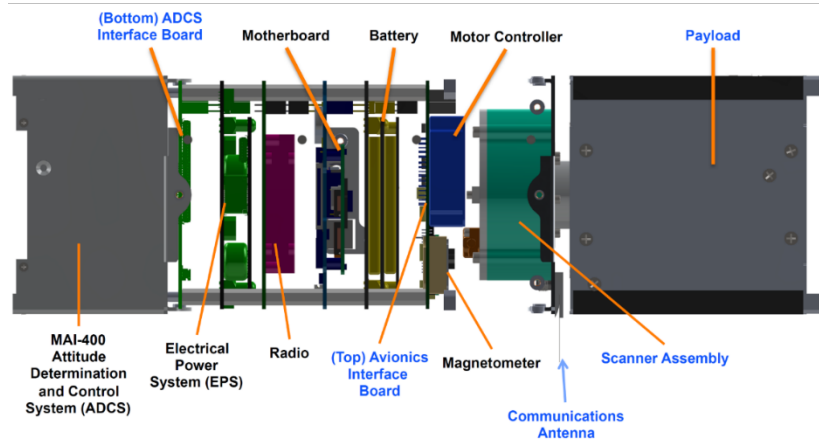 (Bottom) ADCS
Interface Board
Motherboard
Battery
Motor Controller
Payload
MAI-400
Attitude
Determination
and Control
System (ADCS)
Electrical
Power
System (EPS)
Radio
(Top) Avionics
Interface
Board
Magnetometer
Scanner Assembly
Communications
Antenna